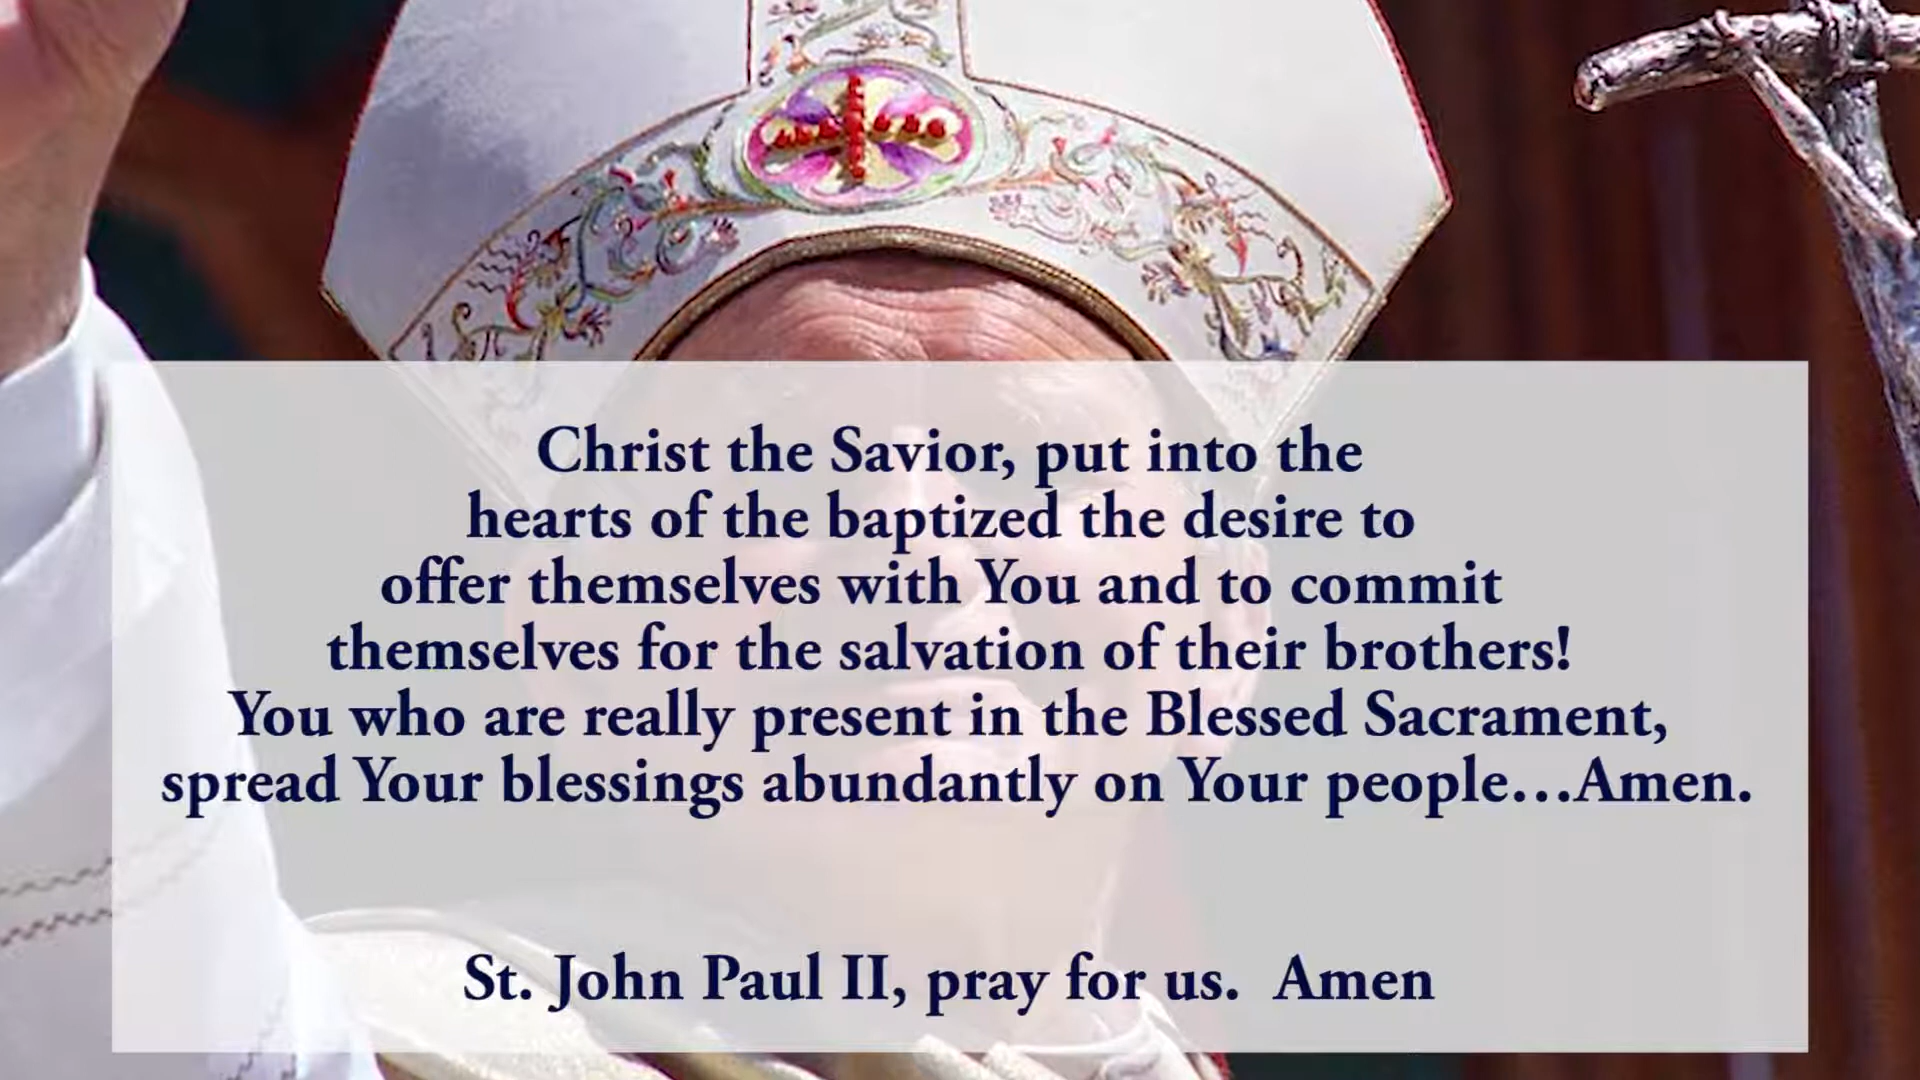 Christ the Savior, put into the
hearts of the baptized the desire to
offer themselves with You and to commit
themselves for the salvation of their brothers!
You who are really present in the Blessed Sacrament,
spread Your blessings abundantly on Your people…Amen.
St. John Paul II, pray for us.  Amen